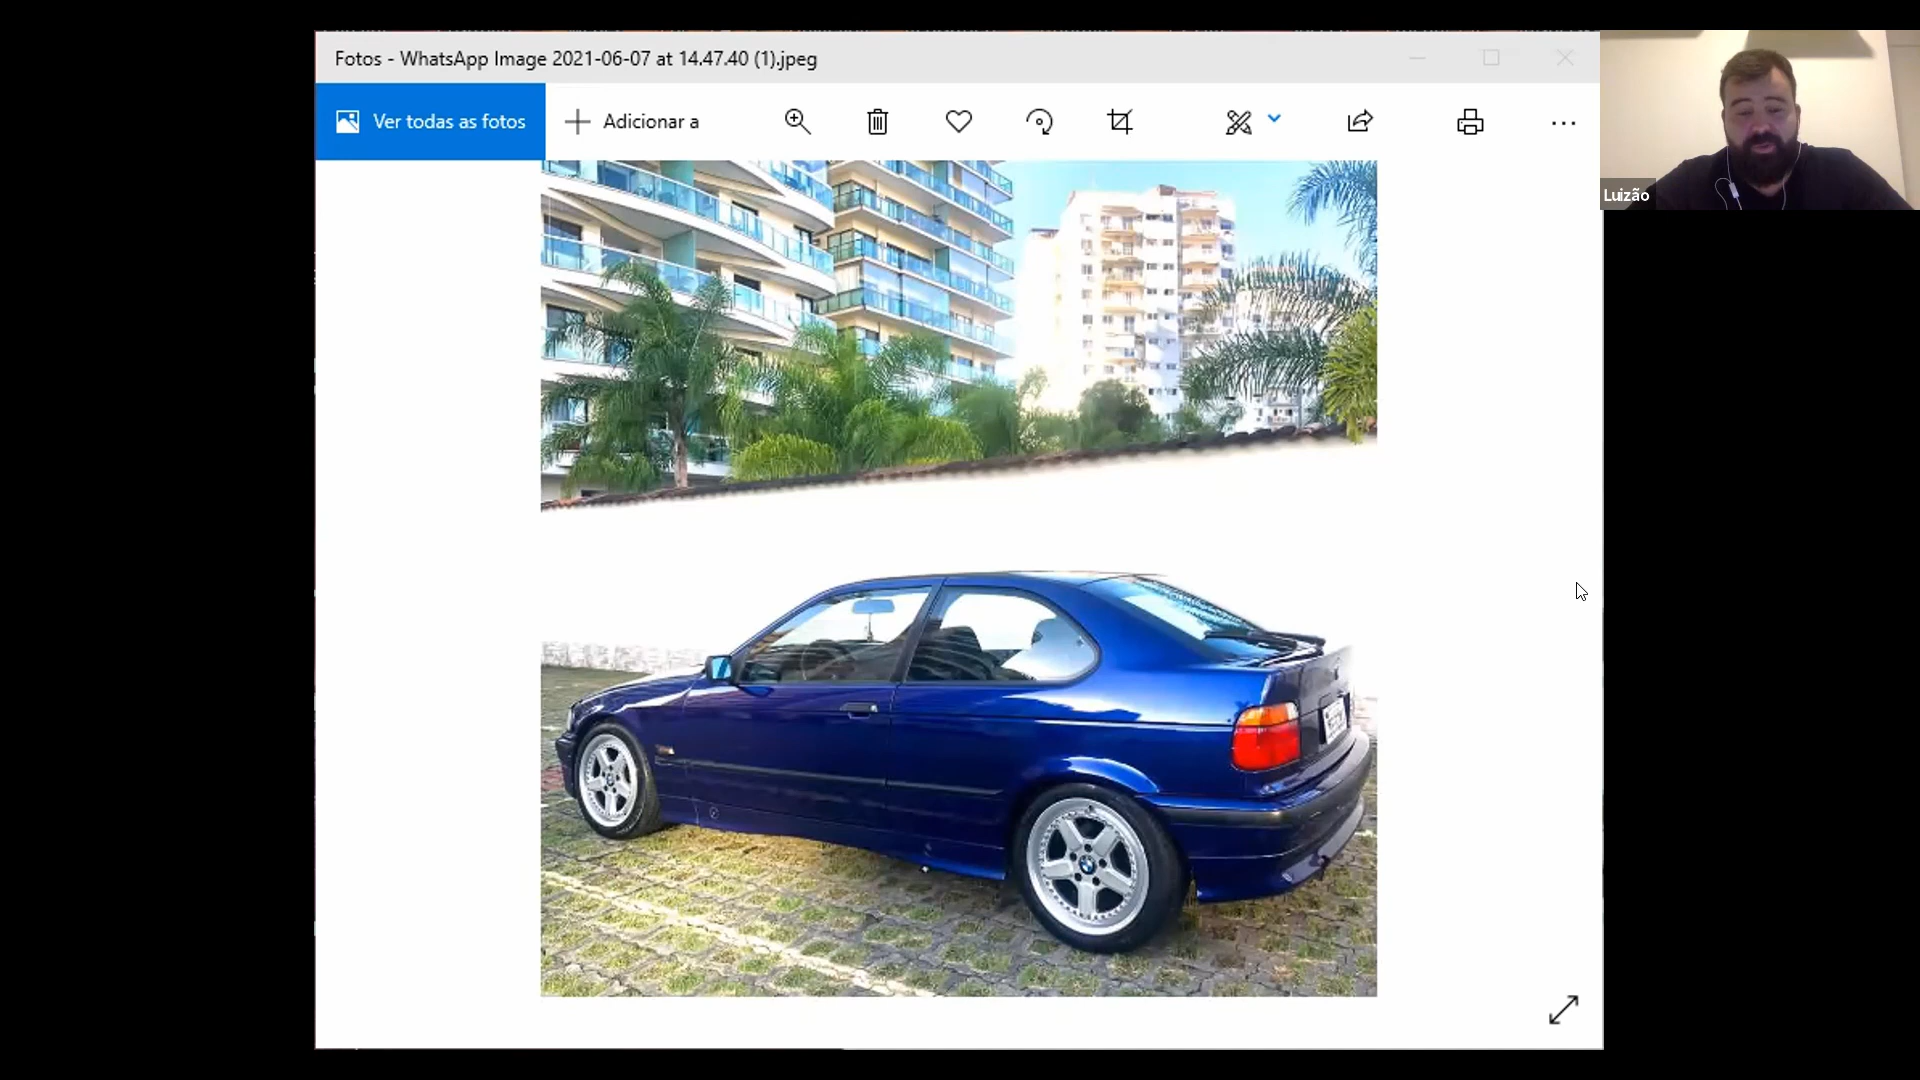 Fotos - WhatsApp Image 2021-06-07 at 14.47.40 (1).jpeg
Ver todas as fotos
Adicionar a
Luizão